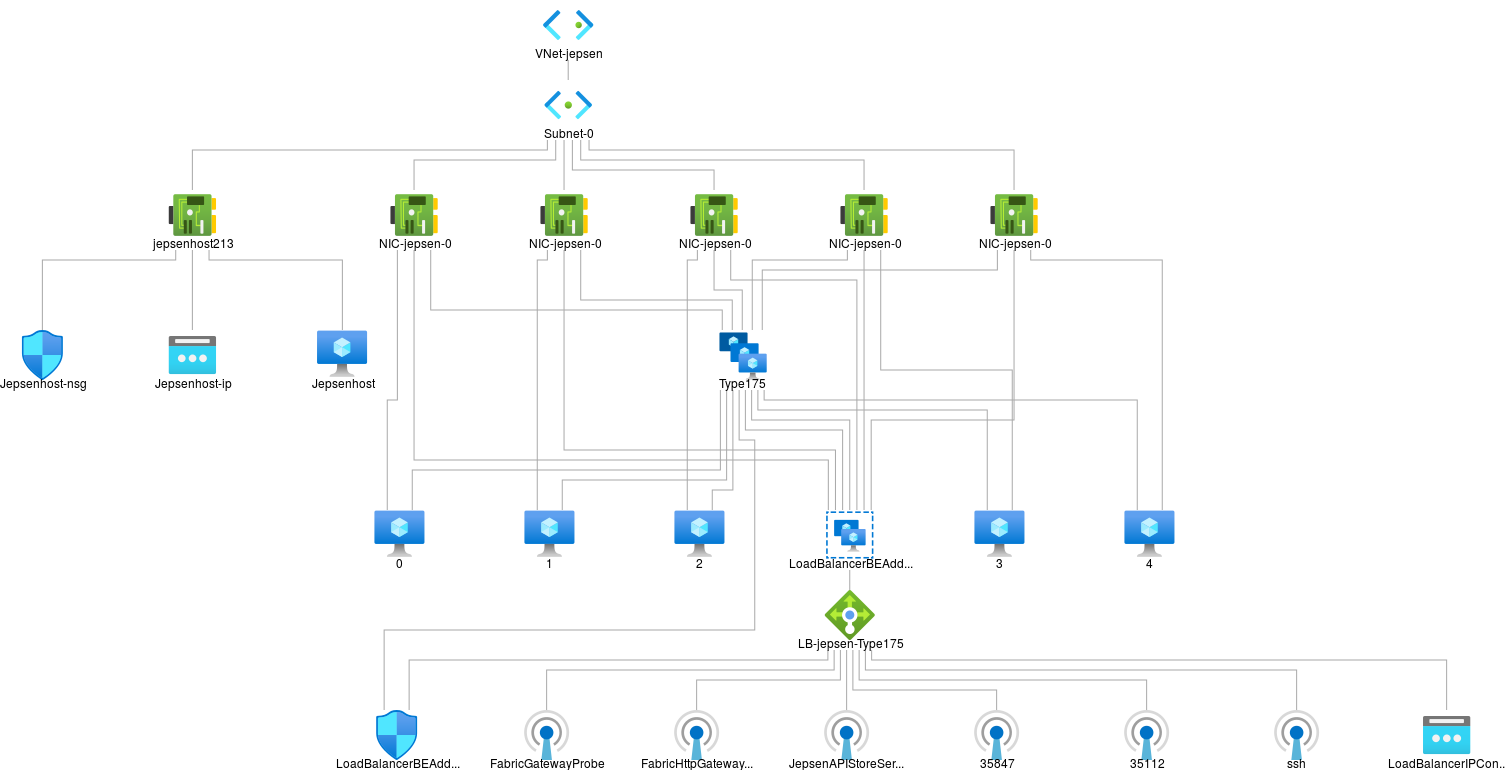 VNet-jepsen
Subnet-0
jepsenhost213
NIC-jepsen-0
NIC-jepsen-0
NIC-jepsen-0
NIC-jepsen-0
NIC-jepsen-0
Jepsenhost-nsg
Jepsenhost-ip
Jepsenhost
Type175
0
1
2
LoadBalancerBEAdd...
3
4
LB-jepsen-Type175
LoadBalancerBEAdd...
FabricGatewayProbe
FabricHttpGateway...
JepsenAPIStoreSer...
35847
35112
ssh
LoadBalancerIPCon...